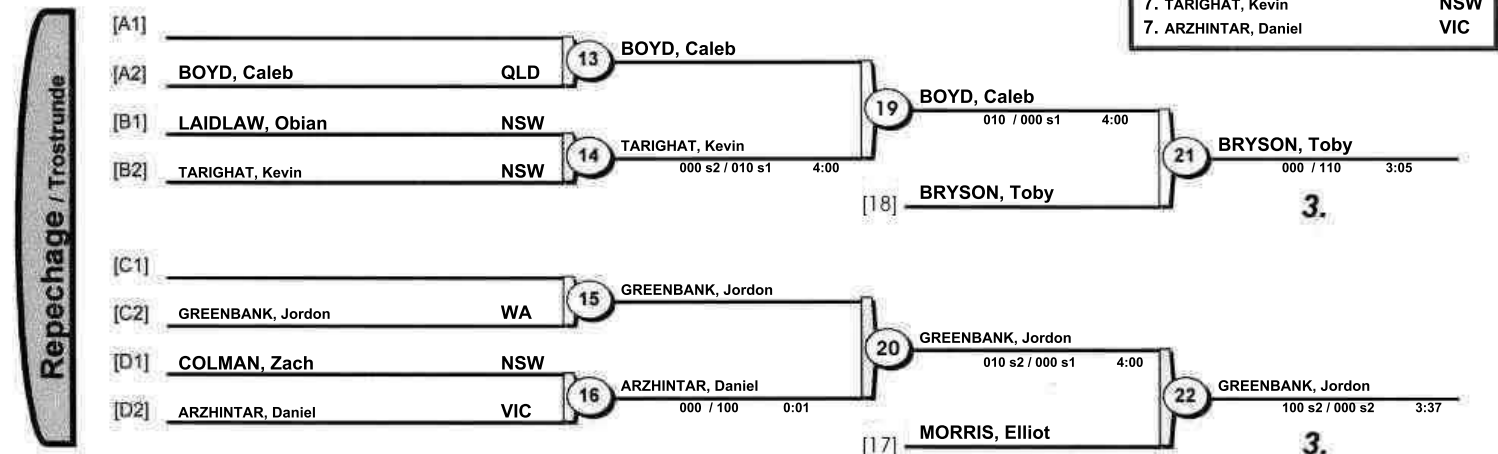 7. TARIGHAT, Kevin NSW
7. ARZHINTAR, Daniel VIC
Repechage / Trostrunde
[A1]
[A2] BOYD, Caleb QLD
13
BOYD, Caleb
[B1] LAIDLAW, Obian NSW
[B2] TARIGHAT, Kevin NSW
14
TARIGHAT, Kevin
000 s2 / 010 s1 4:00
19
BOYD, Caleb
010 / 000 s1 4:00
[18] BRYSON, Toby
21
BRYSON, Toby
000 / 110 3:05
3.
[C1]
[C2] GREENBANK, Jordon WA
15
GREENBANK, Jordon
[D1] COLMAN, Zach NSW
[D2] ARZHINTAR, Daniel VIC
16
ARZHINTAR, Daniel
000 / 100 0:01
20
GREENBANK, Jordon
010 s2 / 000 s1 4:00
[17] MORRIS, Elliot
22
GREENBANK, Jordon
100 s2 / 000 s2 3:37
3.